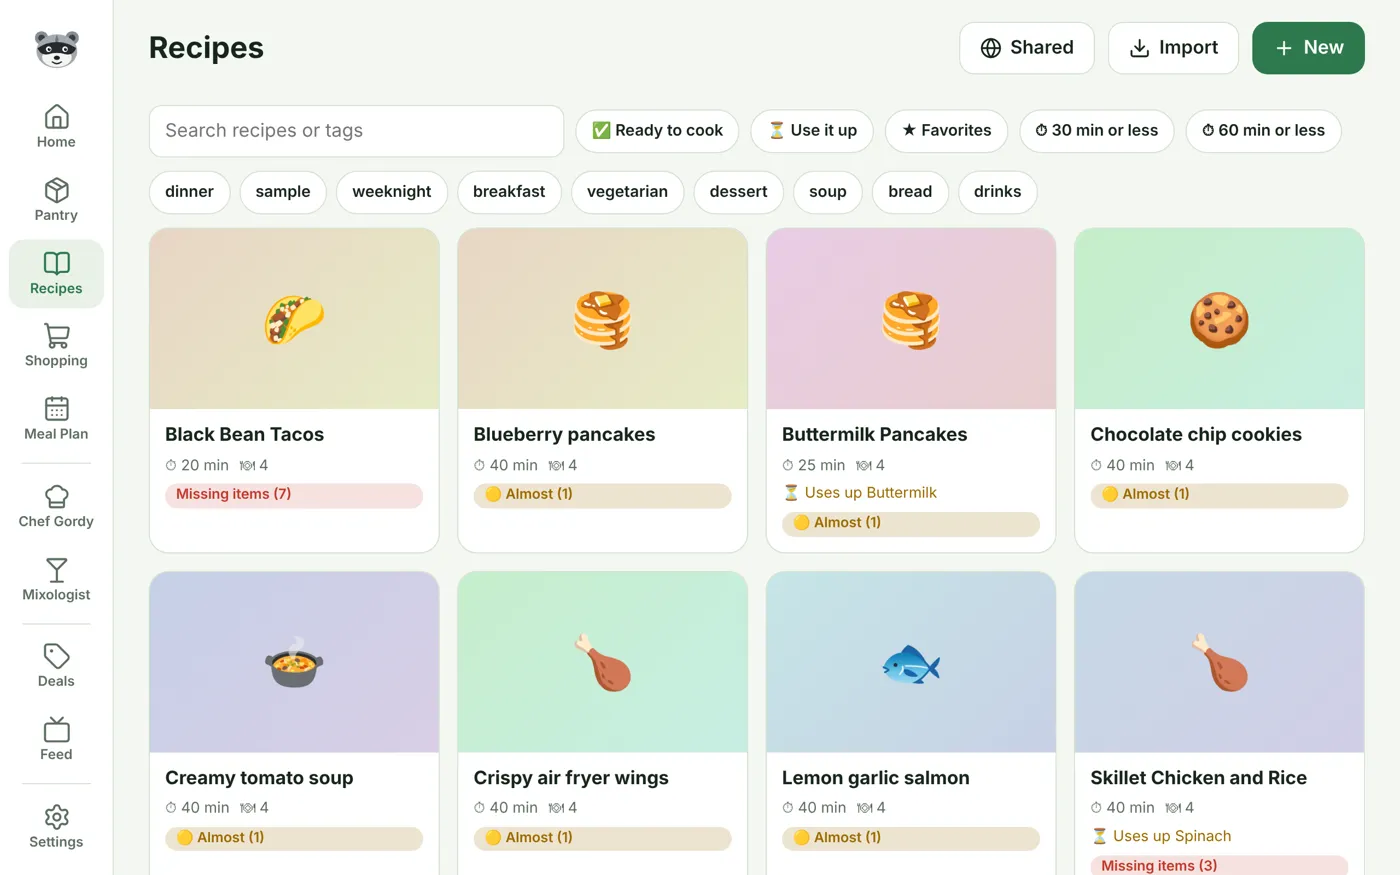 Recipes
Shared
Import
+ New
Home
Pantry
Recipes
Shopping
Meal Plan
Chef Gordy
Mixologist
Deals
Feed
Settings
Search recipes or tags
✅ Ready to cook
⏳ Use it up
★ Favorites
⏱ 30 min or less
⏱ 60 min or less
dinner
sample
weeknight
breakfast
vegetarian
dessert
soup
bread
drinks
Black Bean Tacos
⏱ 20 min 🍽 4
Missing items (7)
Blueberry pancakes
⏱ 40 min 🍽 4
🟡 Almost (1)
Buttermilk Pancakes
⏱ 25 min 🍽 4
⏳ Uses up Buttermilk
🟡 Almost (1)
Chocolate chip cookies
⏱ 40 min 🍽 4
🟡 Almost (1)
Creamy tomato soup
⏱ 40 min 🍽 4
🟡 Almost (1)
Crispy air fryer wings
⏱ 40 min 🍽 4
🟡 Almost (1)
Lemon garlic salmon
⏱ 40 min 🍽 4
🟡 Almost (1)
Skillet Chicken and Rice
⏱ 40 min 🍽 4
⏳ Uses up Spinach
Missing items (3)